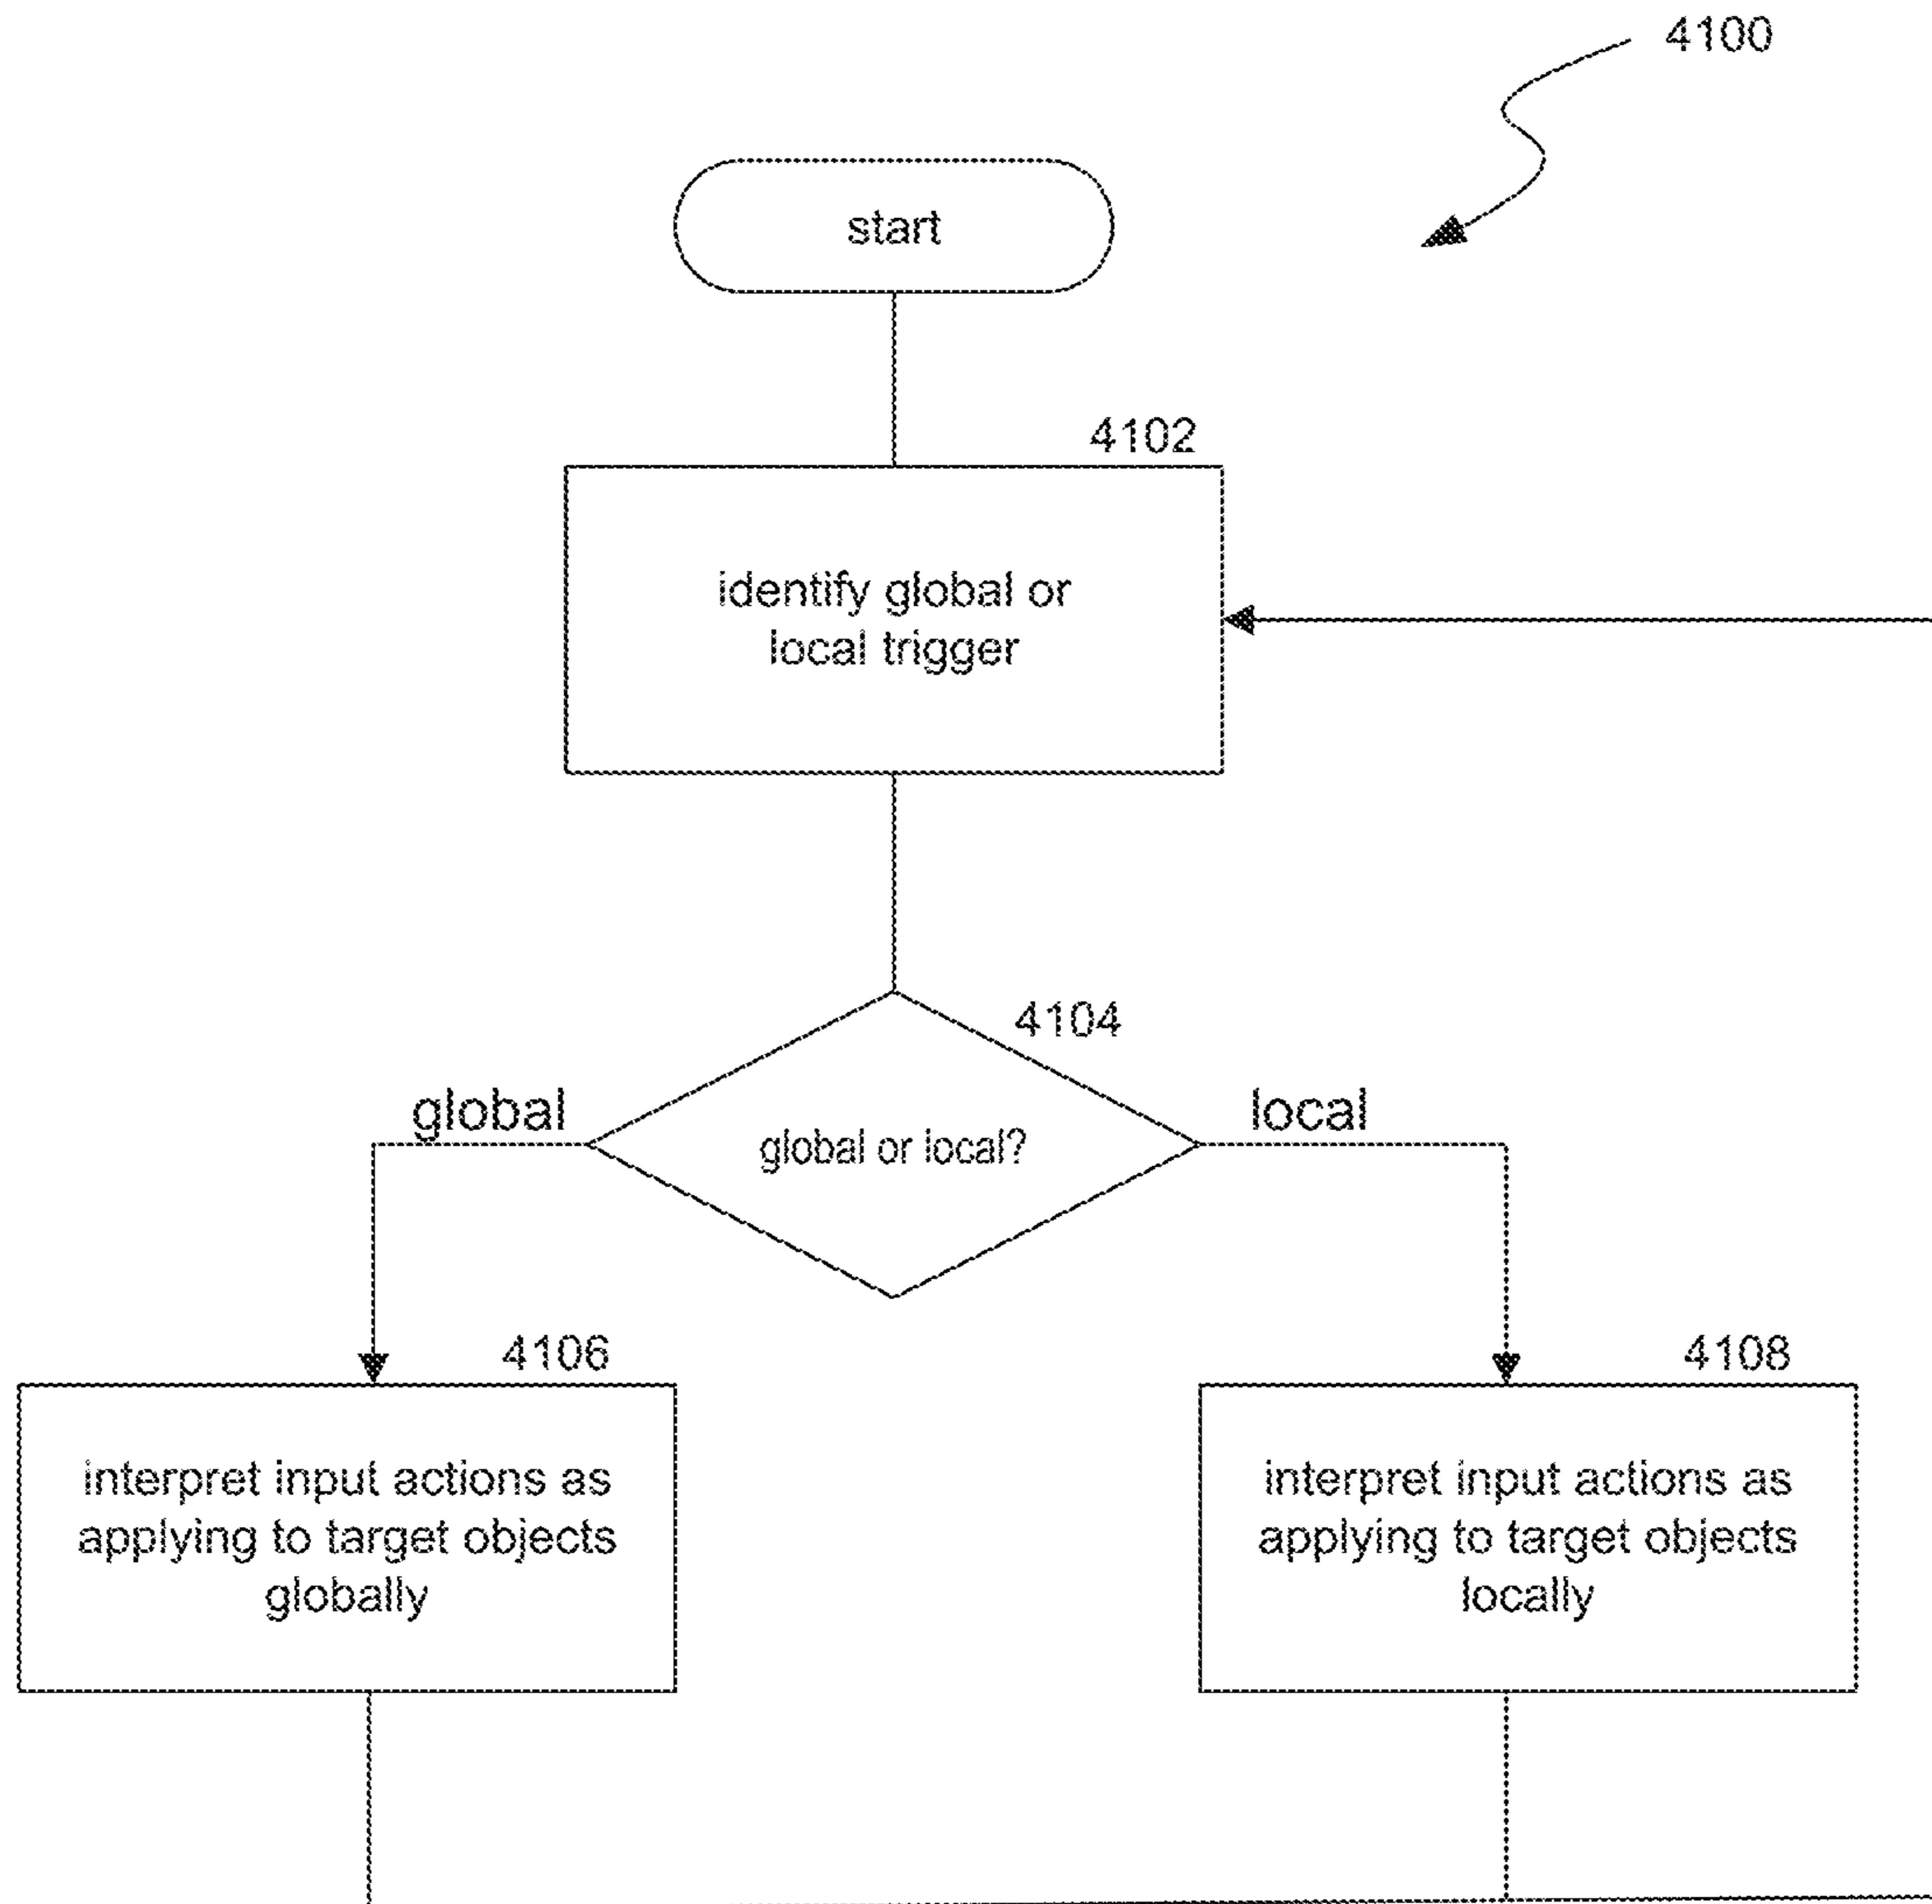 4100
start
4102
identify global or
local trigger
4104
global
global or local?
local
4106
interpret input actions as
applying to target objects
globally
4108
interpret input actions as
applying to target objects
locally